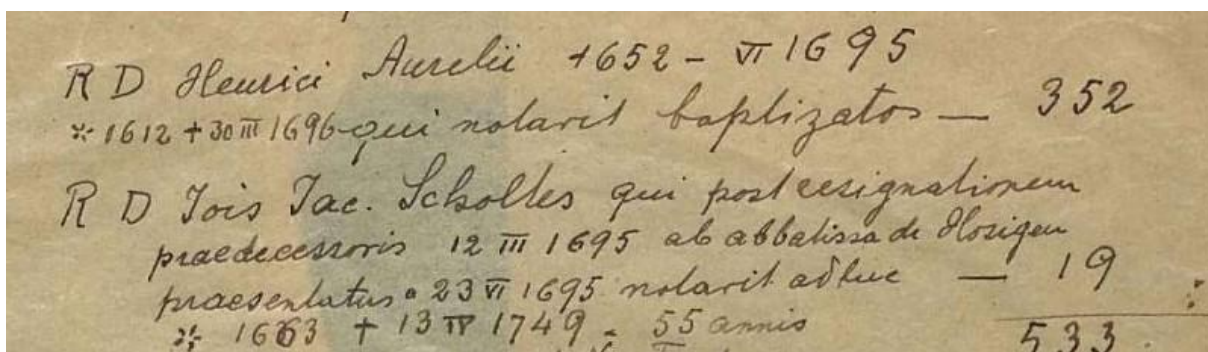 R D Henrici Aurelii +652 – VI 1695
* 1612 + 30 III 1696 qui notavit baptizatos — 352
R D Jois Jac. Scholtes qui post resignationem
praedecessoris 12 III 1695 ab abbatissa de Hosigen
praesentatus 23 VI 1695 notavit adhuc — 19
* 1663 + 13 IV 1749 - 55 annis
533